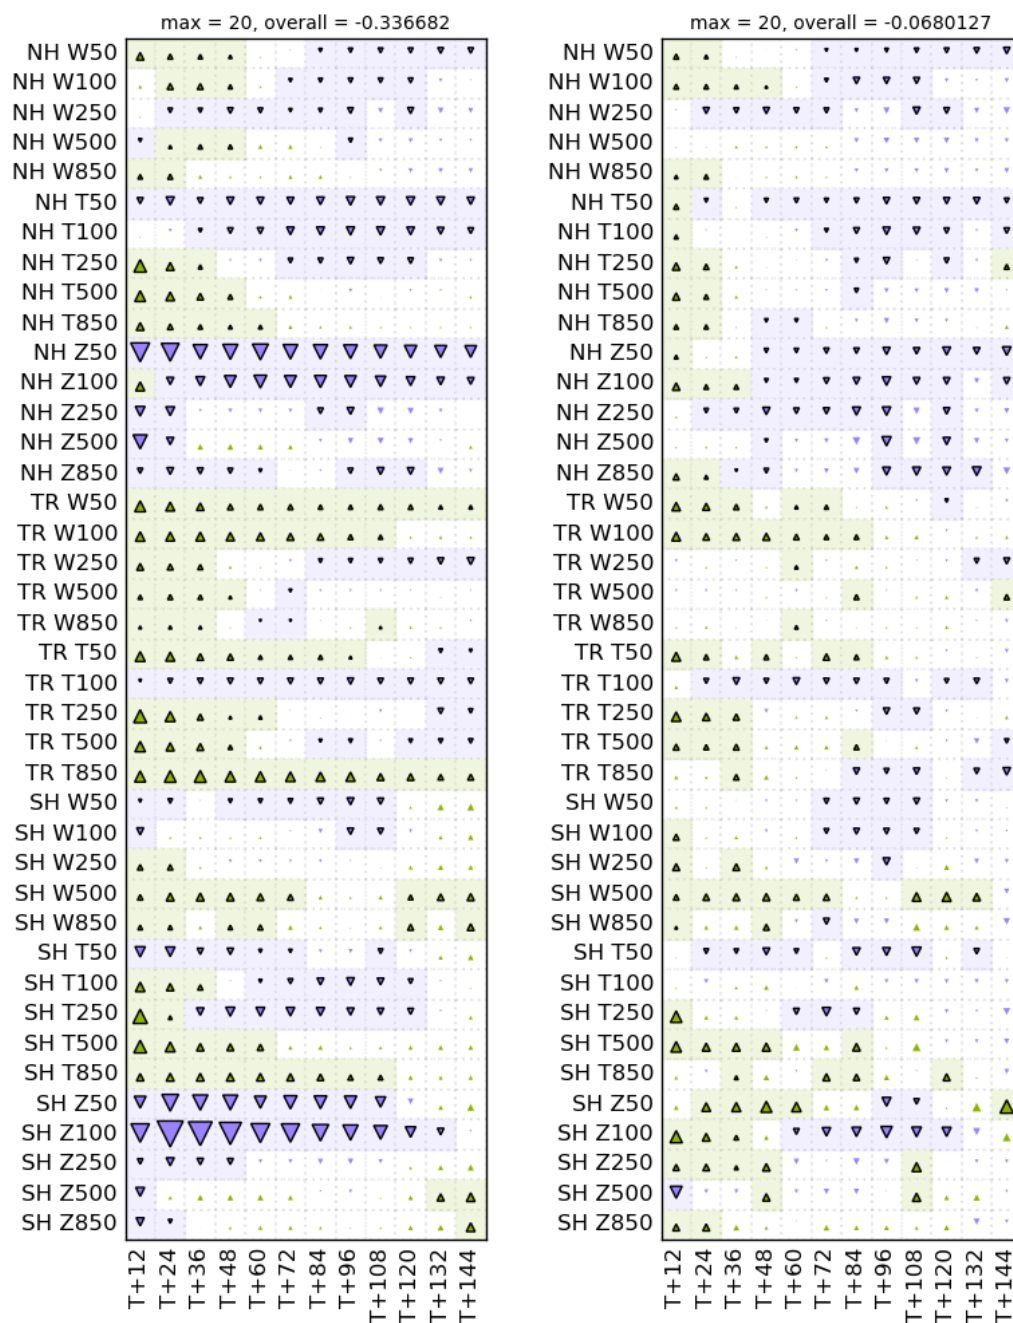 max = 20, overall = -0.336682
NH W50
NH W100
NH W250
NH W500
NH W850
NH T50
NH T100
NH T250
NH T500
NH T850
NH Z50
NH Z100
NH Z250
NH Z500
NH Z850
TR W50
TR W100
TR W250
TR W500
TR W850
TR T50
TR T100
TR T250
TR T500
TR T850
SH W50
SH W100
SH W250
SH W500
SH W850
SH T50
SH T100
SH T250
SH T500
SH T850
SH Z50
SH Z100
SH Z250
SH Z500
SH Z850
T+12
T+24
T+36
T+48
T+60
T+72
T+84
T+96
T+108
T+120
T+132
T+144
max = 20, overall = -0.0680127
NH W50
NH W100
NH W250
NH W500
NH W850
NH T50
NH T100
NH T250
NH T500
NH T850
NH Z50
NH Z100
NH Z250
NH Z500
NH Z850
TR W50
TR W100
TR W250
TR W500
TR W850
TR T50
TR T100
TR T250
TR T500
TR T850
SH W50
SH W100
SH W250
SH W500
SH W850
SH T50
SH T100
SH T250
SH T500
SH T850
SH Z50
SH Z100
SH Z250
SH Z500
SH Z850
T+12
T+24
T+36
T+48
T+60
T+72
T+84
T+96
T+108
T+120
T+132
T+144